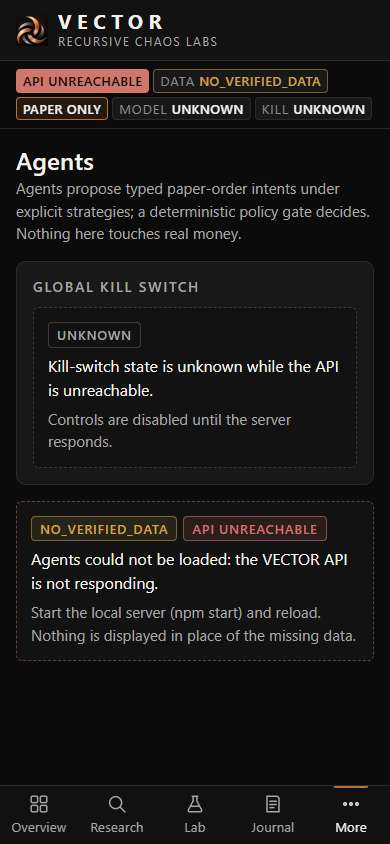 VECTOR
RECURSIVE CHAOS LABS
API UNREACHABLE DATA NO_VERIFIED_DATA
PAPER ONLY MODEL UNKNOWN KILL UNKNOWN
Agents
Agents propose typed paper-order intents under
explicit strategies; a deterministic policy gate decides.
Nothing here touches real money.
GLOBAL KILL SWITCH
UNKNOWN
Kill-switch state is unknown while the API
is unreachable.
Controls are disabled until the server
responds.
NO_VERIFIED_DATA API UNREACHABLE
Agents could not be loaded: the VECTOR API
is not responding.
Start the local server (npm start) and reload.
Nothing is displayed in place of the missing data.
Overview Research Lab Journal More